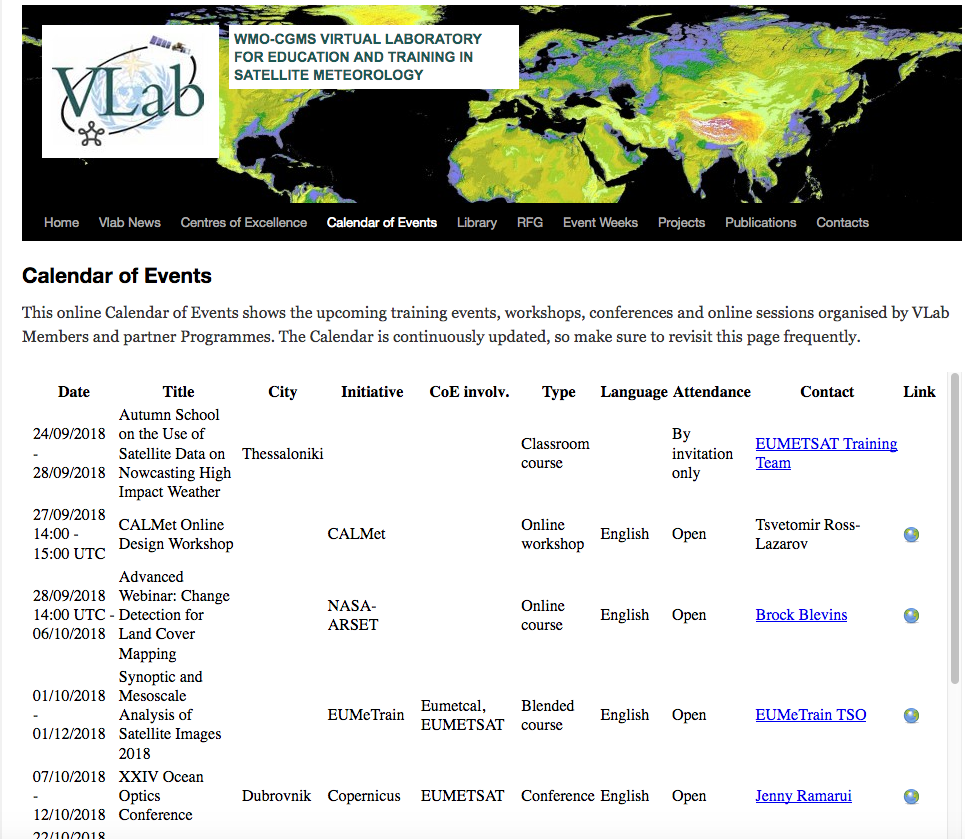 VLab
WMO-CGMS VIRTUAL LABORATORY
FOR EDUCATION AND TRAINING IN
SATELLITE METEOROLOGY
Home Vlab News Centres of Excellence Calendar of Events Library RFG Event Weeks Projects Publications Contacts
Calendar of Events
This online Calendar of Events shows the upcoming training events, workshops, conferences and online sessions organised by VLab
Members and partner Programmes. The Calendar is continuously updated, so make sure to revisit this page frequently.
Date Title City Initiative CoE involv. Type Language Attendance Contact Link
24/09/2018
-
28/09/2018
Autumn School
on the Use of
Satellite Data on
Nowcasting High
Impact Weather
Thessaloniki
Classroom
course
By
invitation
only
EUMETSAT Training
Team
27/09/2018
14:00 -
15:00 UTC
CALMet Online
Design Workshop
CALMet
Online
workshop
English
Open
Tsvetomir Ross-
Lazarov
28/09/2018
14:00 UTC -
06/10/2018
Advanced
Webinar: Change
Detection for
Land Cover
Mapping
NASA-
ARSET
Online
course
English
Open
Brock Blevins
01/10/2018
-
01/12/2018
Synoptic and
Mesoscale
Analysis of
Satellite Images
2018
EUMeTrain
Eumetcal,
EUMETSAT
Blended
course
English
Open
EUMeTrain TSO
07/10/2018
-
12/10/2018
XXIV Ocean
Optics
Conference
Dubrovnik
Copernicus
EUMETSAT
Conference
English
Open
Jenny Ramarui
22/10/2018